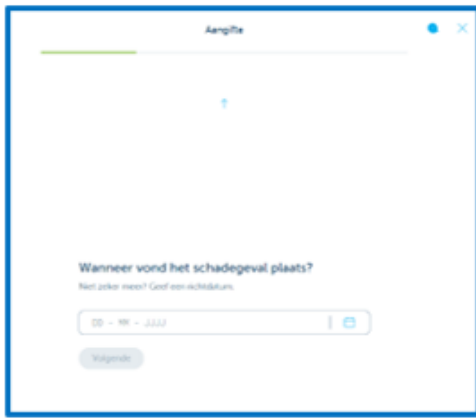 Aangifte
Wanneer vond het schadegeval plaats?
Niet zeker meer? Geef een richtdatum.
DD - MM - JJJJ
Volgende